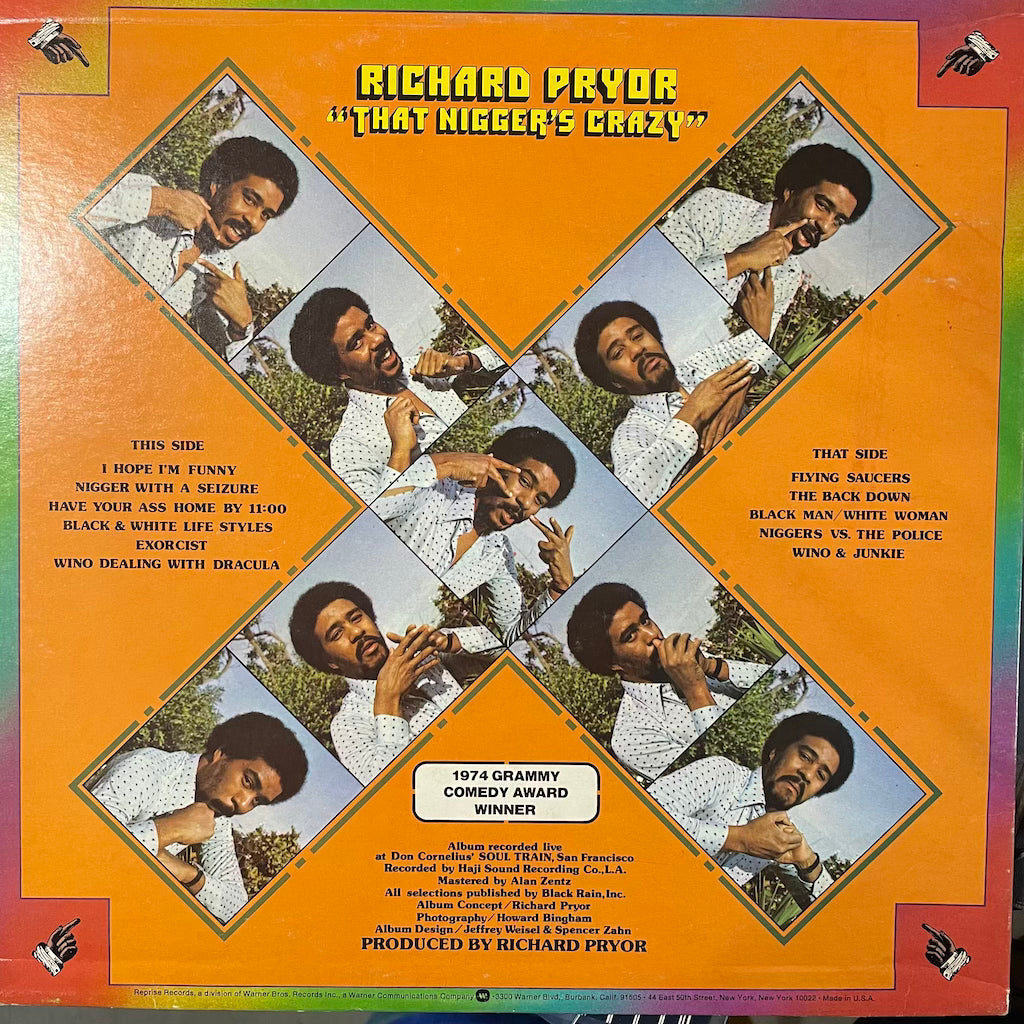 RICHARD PRYOR
"THAT NIGGER'S CRAZY"
THIS SIDE
I HOPE I'M FUNNY
NIGGER WITH A SEIZURE
HAVE YOUR ASS HOME BY 11:00
BLACK & WHITE LIFE STYLES
EXORCIST
WINO DEALING WITH DRACULA
THAT SIDE
FLYING SAUCERS
THE BACK DOWN
BLACK MAN/WHITE WOMAN
NIGGERS VS. THE POLICE
WINO & JUNKIE
1974 GRAMMY
COMEDY AWARD
WINNER
Album recorded live
at Don Cornelius' SOUL TRAIN, San Francisco
Recorded by Haji Sound Recording Co., L.A.
Mastered by Alan Zentz
All selections published by Black Rain, Inc.
Album Concept/Richard Pryor
Photography/Howard Bingham
Album Design/Jeffrey Weisel & Spencer Zahn
PRODUCED BY RICHARD PRYOR
Reprise Records, a division of Warner Bros. Records Inc., a Warner Communications Company W • 3300 Warner Blvd., Burbank, Calif. 91505 • 44 East 50th Street, New York, New York 10022 • Made in U.S.A.